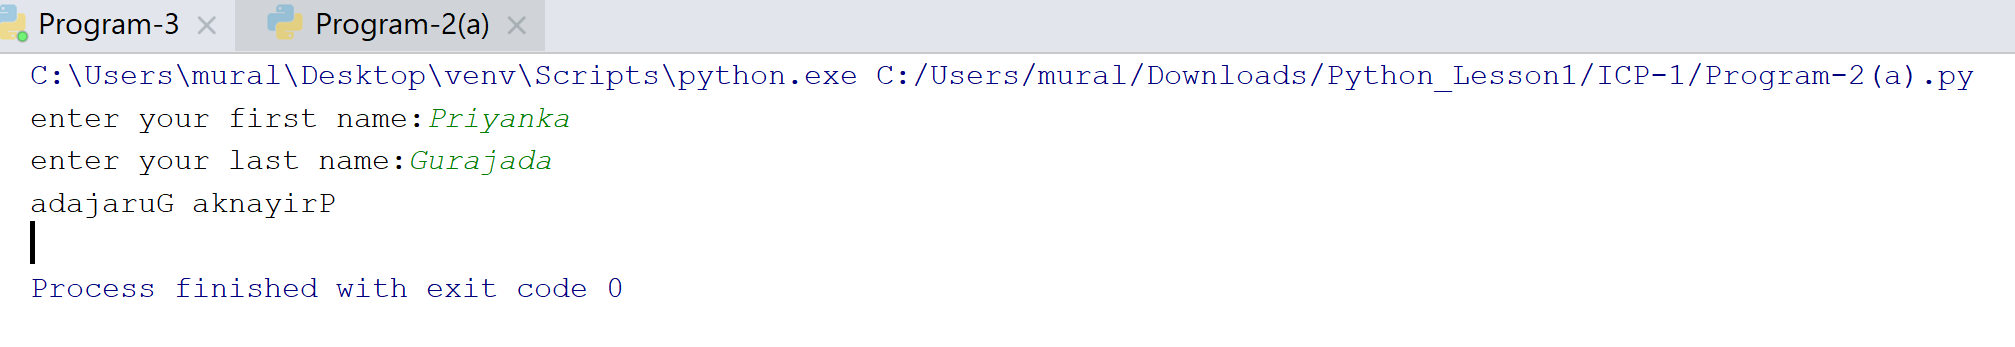 Program-3 Program-2(a)
C:\Users\mural\Desktop\venv\Scripts\python.exe C:/Users/mural/Downloads/Python_Lesson1/ICP-1/Program-2(a).py
enter your first name:Priyanka
enter your last name:Gurajada
adajaruG aknayirP
Process finished with exit code 0